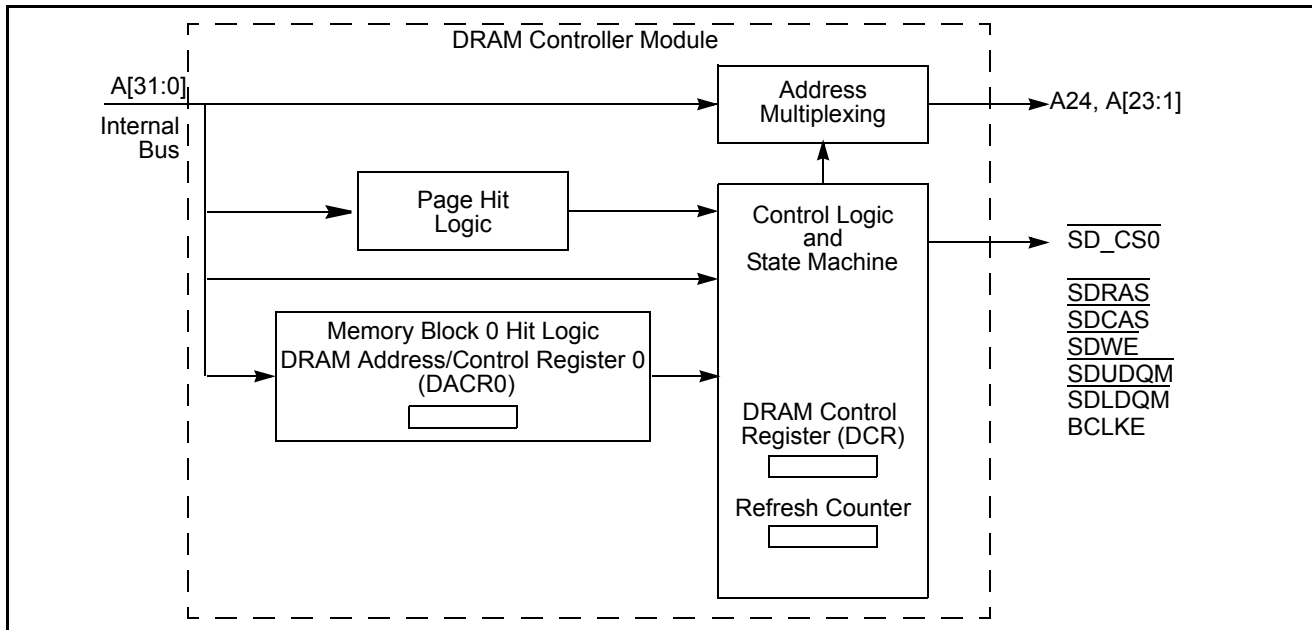 DRAM Controller Module
A[31:0]
Internal
Bus
Address
Multiplexing
A24, A[23:1]
Page Hit
Logic
Control Logic
and
State Machine
SD_CS0
Memory Block 0 Hit Logic
DRAM Address/Control Register 0
(DACR0)
SDRAS
SDCAS
SDWE
SDUDQM
SDLDQM
BCLKE
DRAM Control
Register (DCR)
Refresh Counter